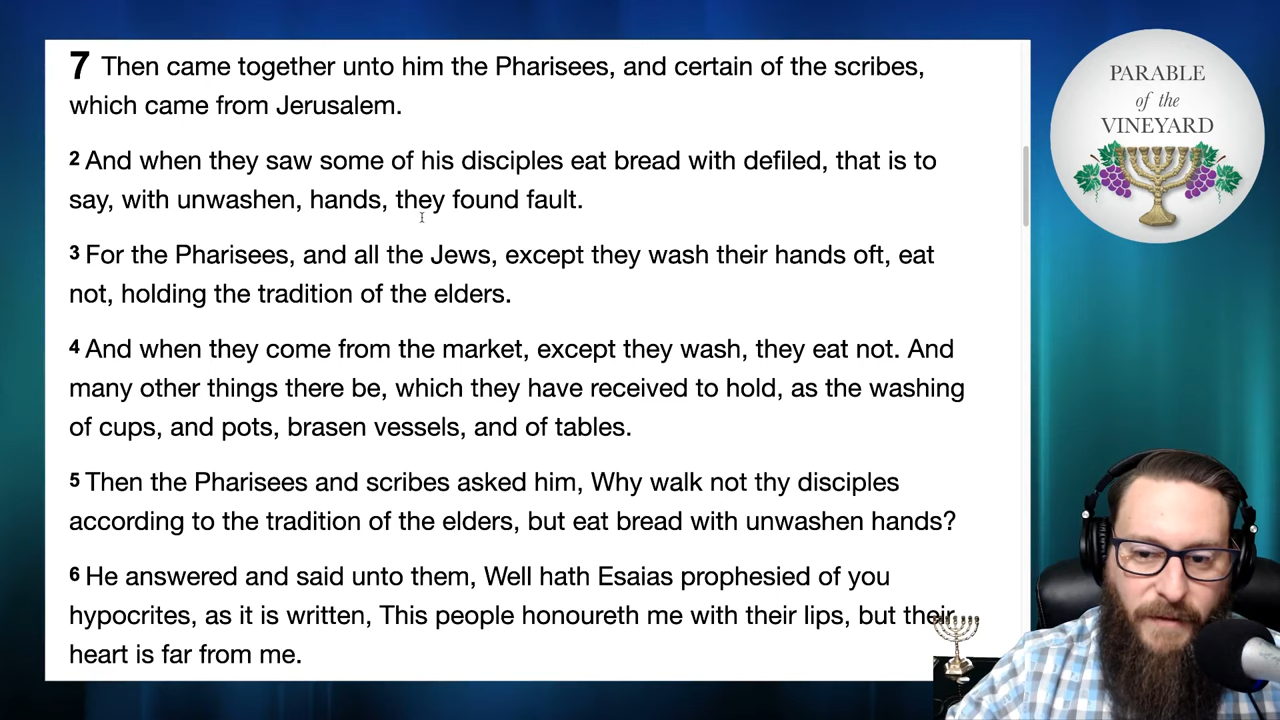 7 Then came together unto him the Pharisees, and certain of the scribes,
which came from Jerusalem.
2 And when they saw some of his disciples eat bread with defiled, that is to
say, with unwashen, hands, they found fault.
3 For the Pharisees, and all the Jews, except they wash their hands oft, eat
not, holding the tradition of the elders.
4 And when they come from the market, except they wash, they eat not. And
many other things there be, which they have received to hold, as the washing
of cups, and pots, brasen vessels, and of tables.
5 Then the Pharisees and scribes asked him, Why walk not thy disciples
according to the tradition of the elders, but eat bread with unwashen hands?
6 He answered and said unto them, Well hath Esaias prophesied of you
hypocrites, as it is written, This people honoureth me with their lips, but their
heart is far from me.
PARABLE
of the
VINEYARD